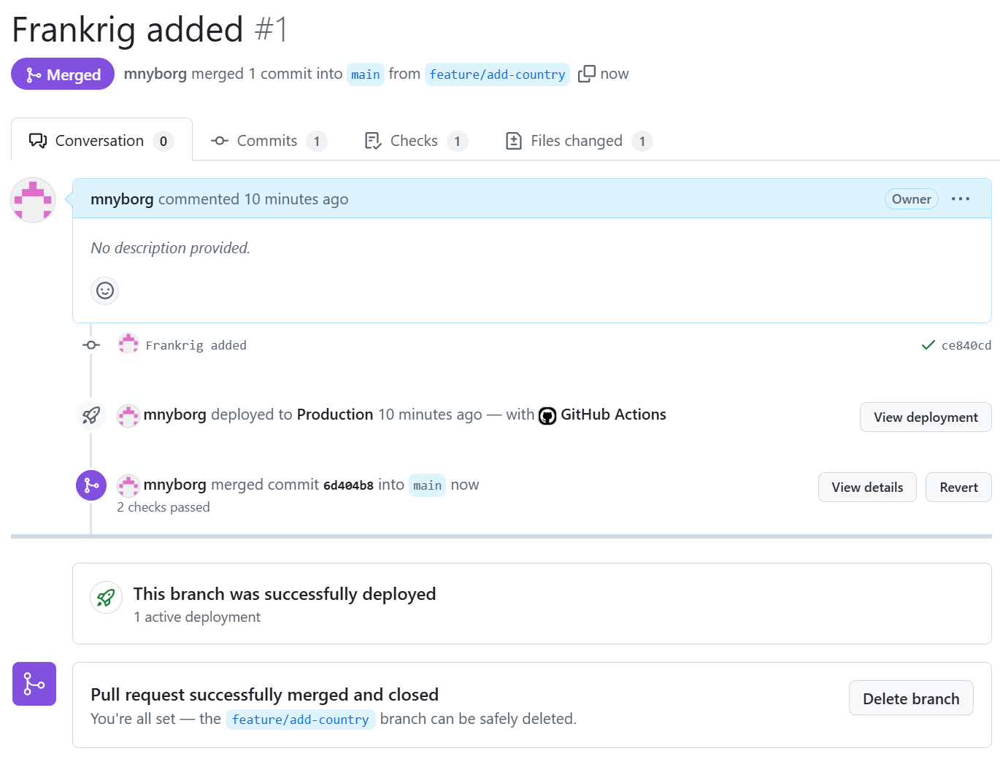 Frankrig added #1
Merged mnyborg merged 1 commit into main from feature/add-country now
Conversation 0 Commits 1 Checks 1 Files changed 1
mnyborg commented 10 minutes ago Owner
No description provided.
Frankrig added ce840cd
mnyborg deployed to Production 10 minutes ago — with GitHub Actions View deployment
mnyborg merged commit 6d404b8 into main now View details Revert
2 checks passed
This branch was successfully deployed
1 active deployment
Pull request successfully merged and closed
You're all set — the feature/add-country branch can be safely deleted.
Delete branch